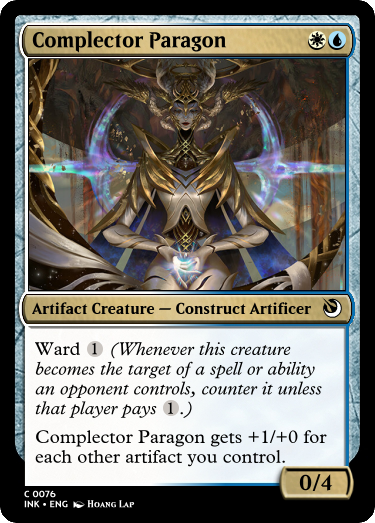 Complector Paragon
Artifact Creature — Construct Artificer
Ward 1 (Whenever this creature
becomes the target of a spell or ability
an opponent controls, counter it unless
that player pays 1.)
Complector Paragon gets +1/+0 for
each other artifact you control.
0/4
C 0076
INK • ENG Hoang Lap